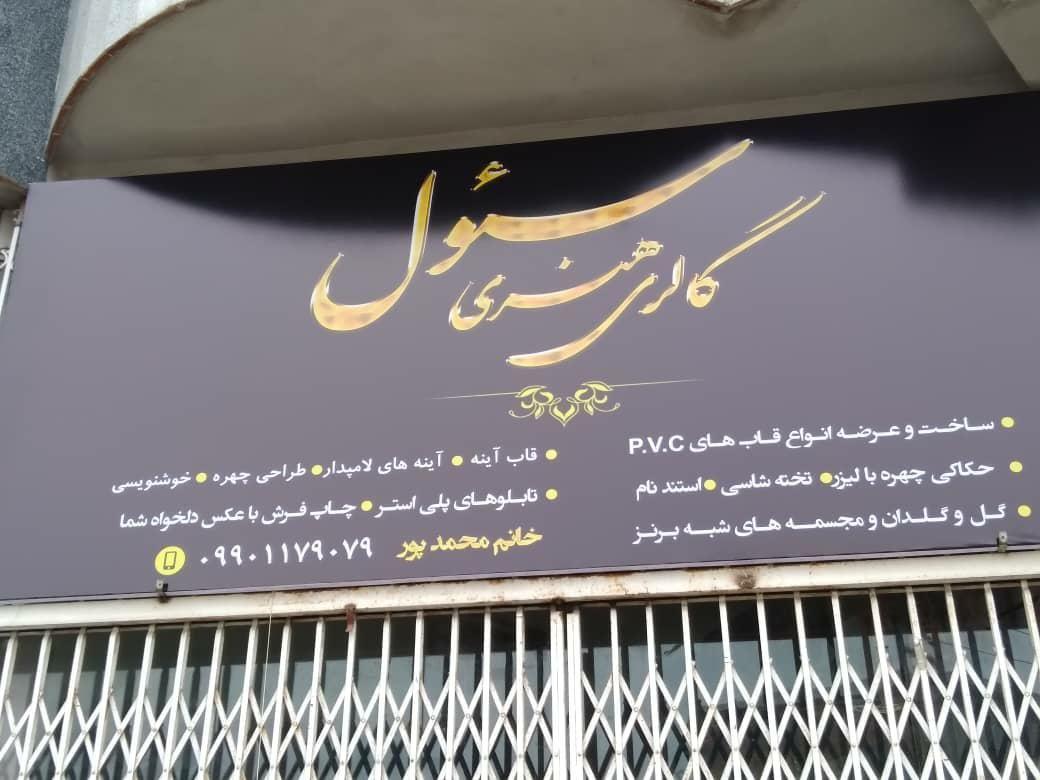 گالری هنری سئول
• ساخت و عرضه انواع قاب های P.V.C
• حکاکی چهره با لیزر • تخته شاسی • استند نام
• گل و گلدان و مجسمه های شبه برنز
• قاب آینه • آینه های لامپدار • طراحی چهره • خوشنویسی
• تابلوهای پلی استر • چاپ فرش با عکس دلخواه شما
خانم محمد پور ۰۹۹۰۱۱۷۹۰۷۹